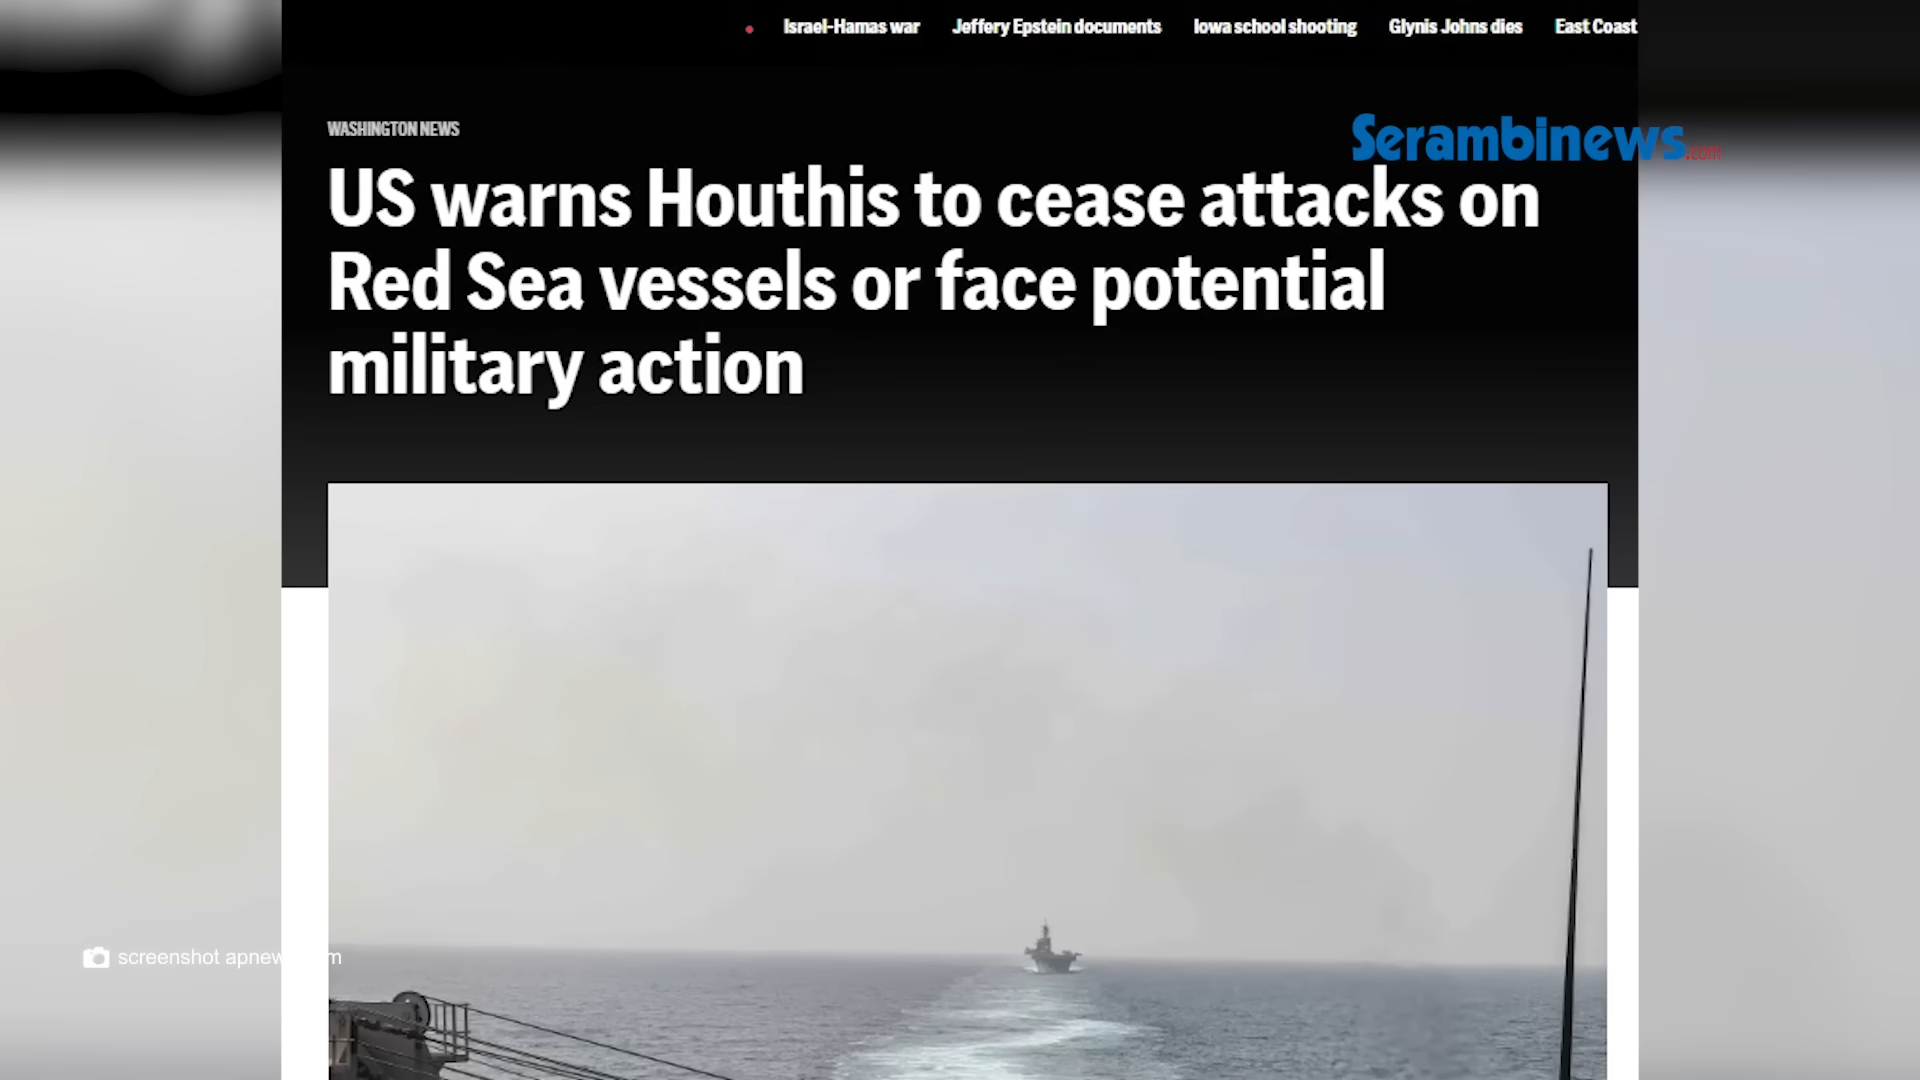 Israel-Hamas war Jeffery Epstein documents Iowa school shooting Glynis Johns dies East Coast
WASHINGTON NEWS
Serambinews.com
US warns Houthis to cease attacks on
Red Sea vessels or face potential
military action
screenshot apnew m